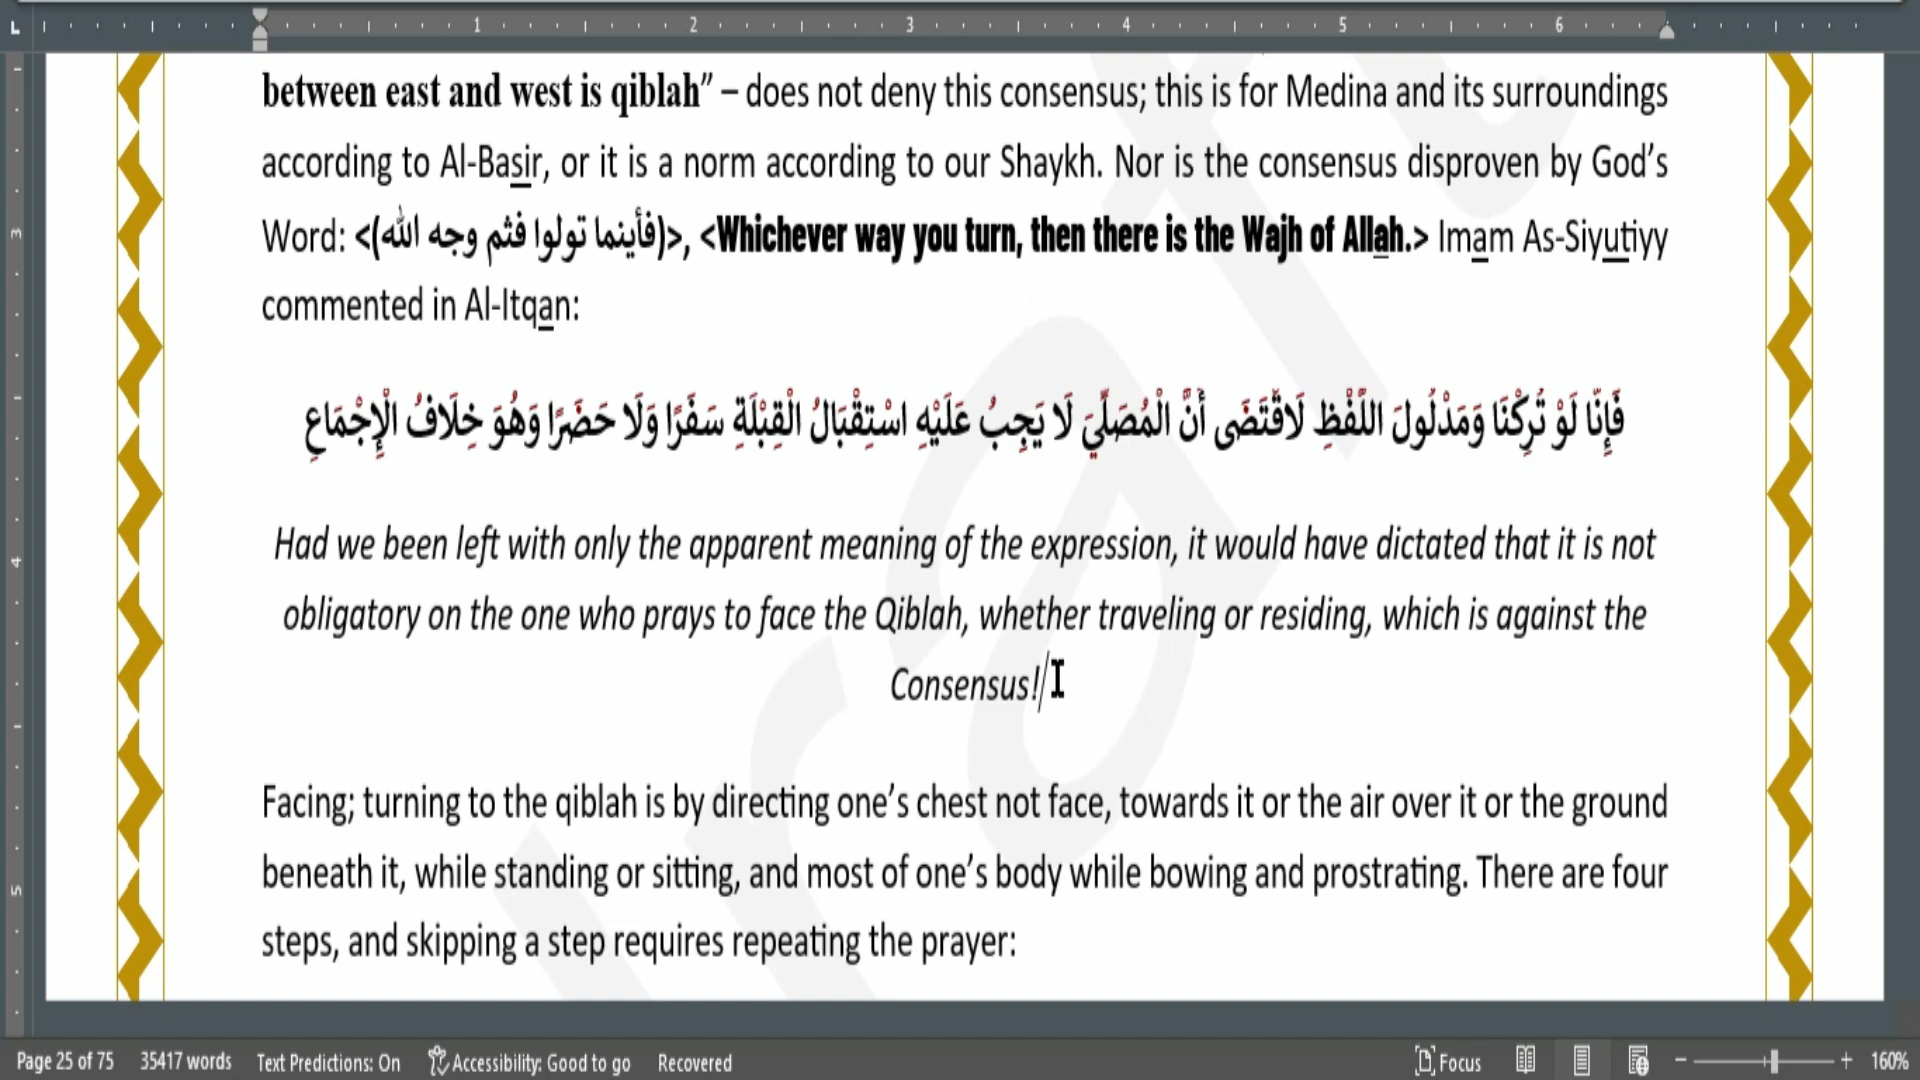 L 1 2 3 4 5 6
between east and west is qiblah” – does not deny this consensus; this is for Medina and its surroundings
according to Al-Basir, or it is a norm according to our Shaykh. Nor is the consensus disproven by God’s
Word: <(فأينما تولوا فثم وجه الله)>, <Whichever way you turn, then there is the Wajh of Allah.> Imam As-Siyutiyy
commented in Al-Itqan:
فَإِنَّا لَوْ تُرِكْنَا وَمَدْلُولَ اللَّفْظِ لَاقْتَضَى أَنَّ الْمُصَلِّيَ لَا يَجِبُ عَلَيْهِ اسْتِقْبَالُ الْقِبْلَةِ سَفَرًا وَلَا حَضَرًا وَهُوَ خِلَافُ الْإِجْمَاعِ
Had we been left with only the apparent meaning of the expression, it would have dictated that it is not
obligatory on the one who prays to face the Qiblah, whether traveling or residing, which is against the
Consensus!
Facing; turning to the qiblah is by directing one’s chest not face, towards it or the air over it or the ground
beneath it, while standing or sitting, and most of one’s body while bowing and prostrating. There are four
steps, and skipping a step requires repeating the prayer:
3
4
5
Page 25 of 75 35417 words Text Predictions: On Accessibility: Good to go Recovered Focus 160%